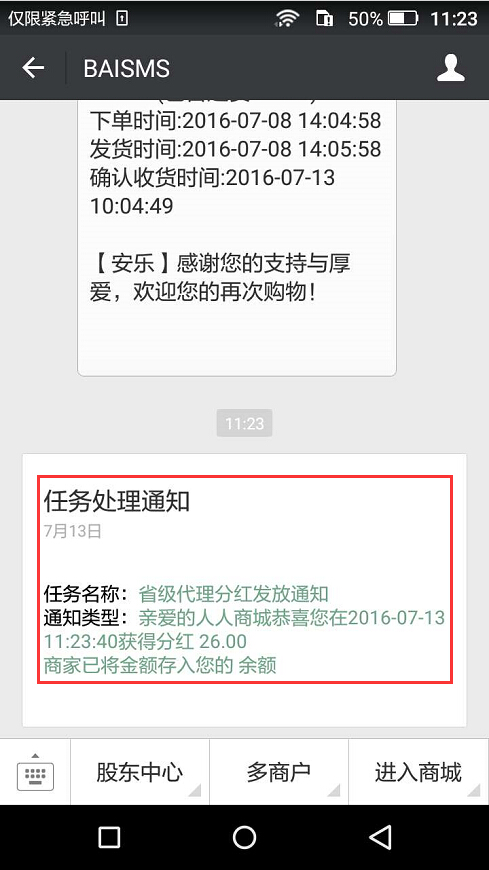 仅限紧急呼叫 50% 11:23
BAISMS
下单时间:2016-07-08 14:04:58
发货时间:2016-07-08 14:05:58
确认收货时间:2016-07-13
10:04:49
【安乐】感谢您的支持与厚
爱，欢迎您的再次购物！
11:23
任务处理通知
7月13日
任务名称：省级代理分红发放通知
通知类型：亲爱的人人商城恭喜您在2016-07-13
11:23:40获得分红 26.00
商家已将金额存入您的 余额
股东中心 多商户 进入商城